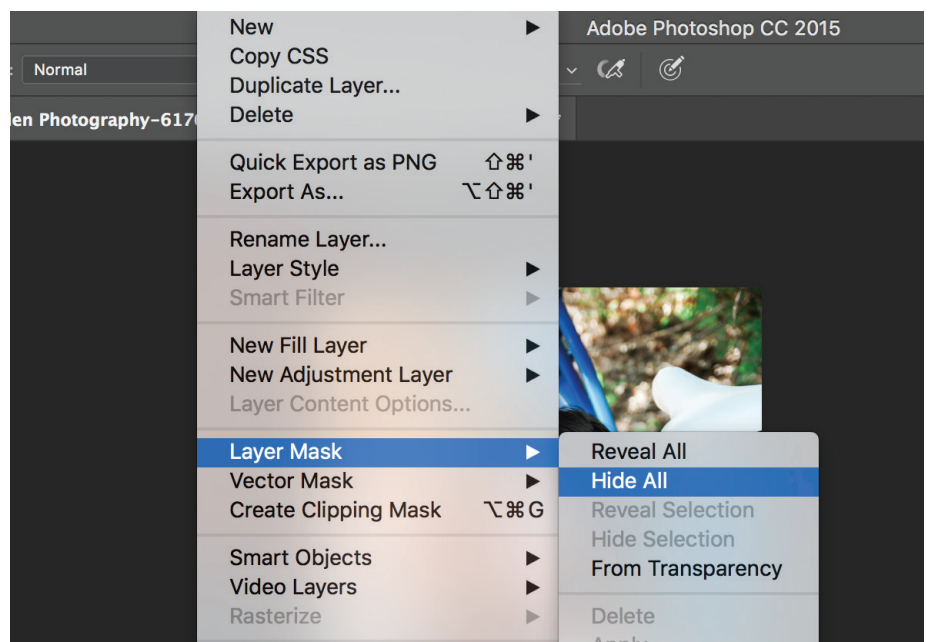 Adobe Photoshop CC 2015
Normal
len Photography-617
New
Copy CSS
Duplicate Layer...
Delete
Quick Export as PNG ⇧⌘'
Export As... ⌥⇧⌘'
Rename Layer...
Layer Style
Smart Filter
New Fill Layer
New Adjustment Layer
Layer Content Options...
Layer Mask
Vector Mask
Create Clipping Mask ⌥⌘G
Smart Objects
Video Layers
Rasterize
Reveal All
Hide All
Reveal Selection
Hide Selection
From Transparency
Delete